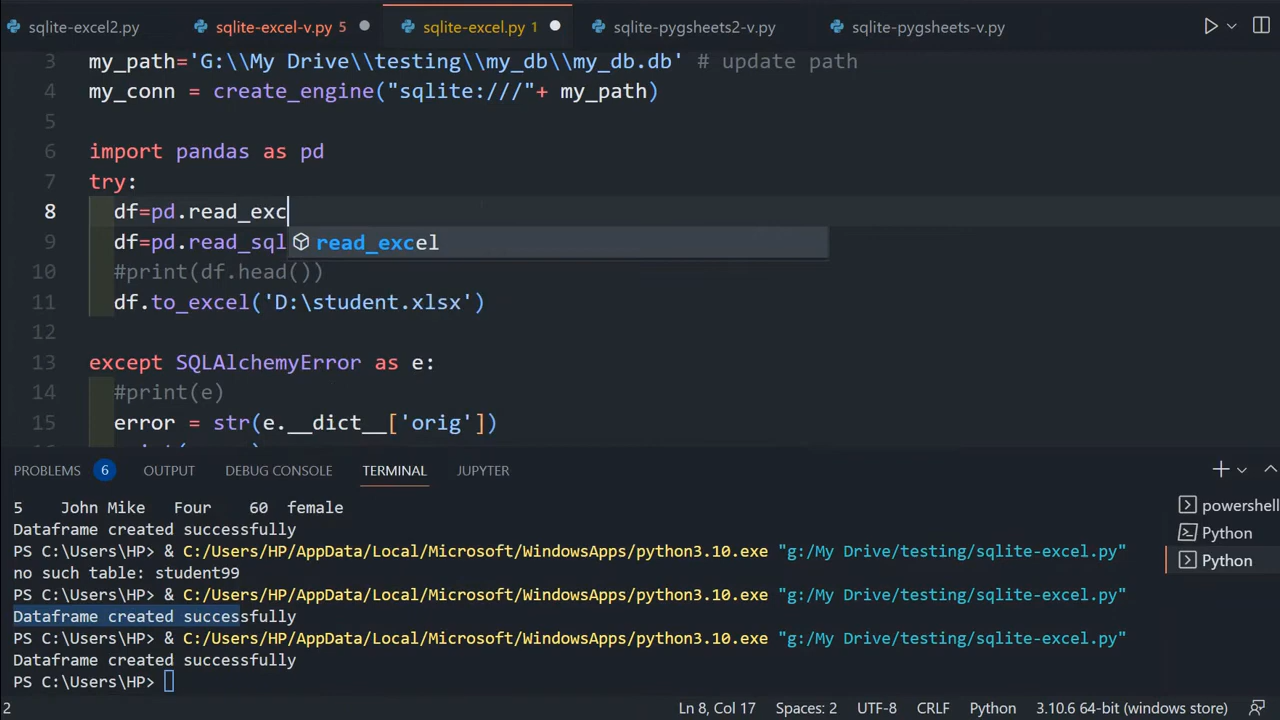 sqlite-excel2.py sqlite-excel-v.py 5 sqlite-excel.py 1 sqlite-pygsheets2-v.py sqlite-pygsheets-v.py
3 my_path='G:\\My Drive\\testing\\my_db\\my_db.db' # update path
4 my_conn = create_engine("sqlite:///"+ my_path)
5
6 import pandas as pd
7 try:
8 df=pd.read_exc
9 df=pd.read_sql read_excel
10 #print(df.head())
11 df.to_excel('D:\student.xlsx')
12
13 except SQLAlchemyError as e:
14 #print(e)
15 error = str(e.__dict__['orig'])
PROBLEMS 6 OUTPUT DEBUG CONSOLE TERMINAL JUPYTER
5 John Mike Four 60 female powershell
Dataframe created successfully Python
PS C:\Users\HP> & C:/Users/HP/AppData/Local/Microsoft/WindowsApps/python3.10.exe "g:/My Drive/testing/sqlite-excel.py" Python
no such table: student99
PS C:\Users\HP> & C:/Users/HP/AppData/Local/Microsoft/WindowsApps/python3.10.exe "g:/My Drive/testing/sqlite-excel.py"
Dataframe created successfully
PS C:\Users\HP> & C:/Users/HP/AppData/Local/Microsoft/WindowsApps/python3.10.exe "g:/My Drive/testing/sqlite-excel.py"
Dataframe created successfully
PS C:\Users\HP>
2 Ln 8, Col 17 Spaces: 2 UTF-8 CRLF Python 3.10.6 64-bit (windows store)